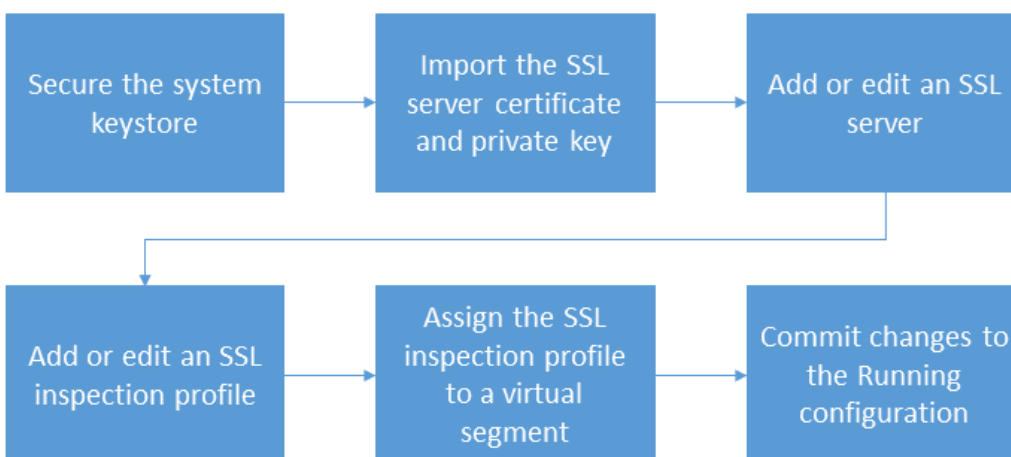 Secure the system
keystore
Import the SSL
server certificate
and private key
Add or edit an SSL
server
Add or edit an SSL
inspection profile
Assign the SSL
inspection profile
to a virtual
segment
Commit changes to
the Running
configuration